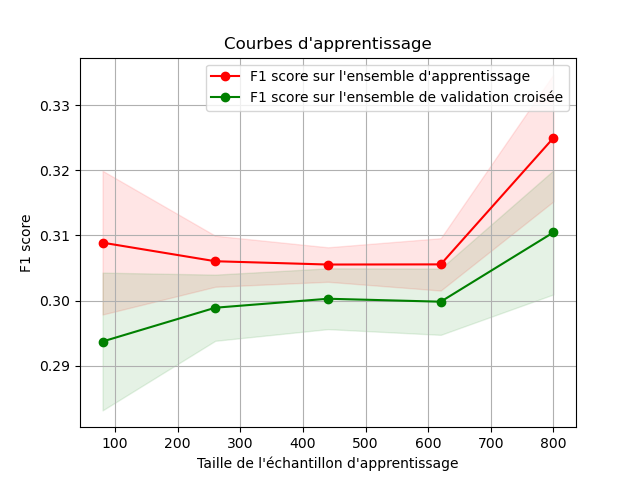 Courbes d'apprentissage
F1 score sur l'ensemble d'apprentissage
F1 score sur l'ensemble de validation croisée
0.33
0.32
0.31
0.30
0.29
F1 score
100 200 300 400 500 600 700 800
Taille de l'échantillon d'apprentissage